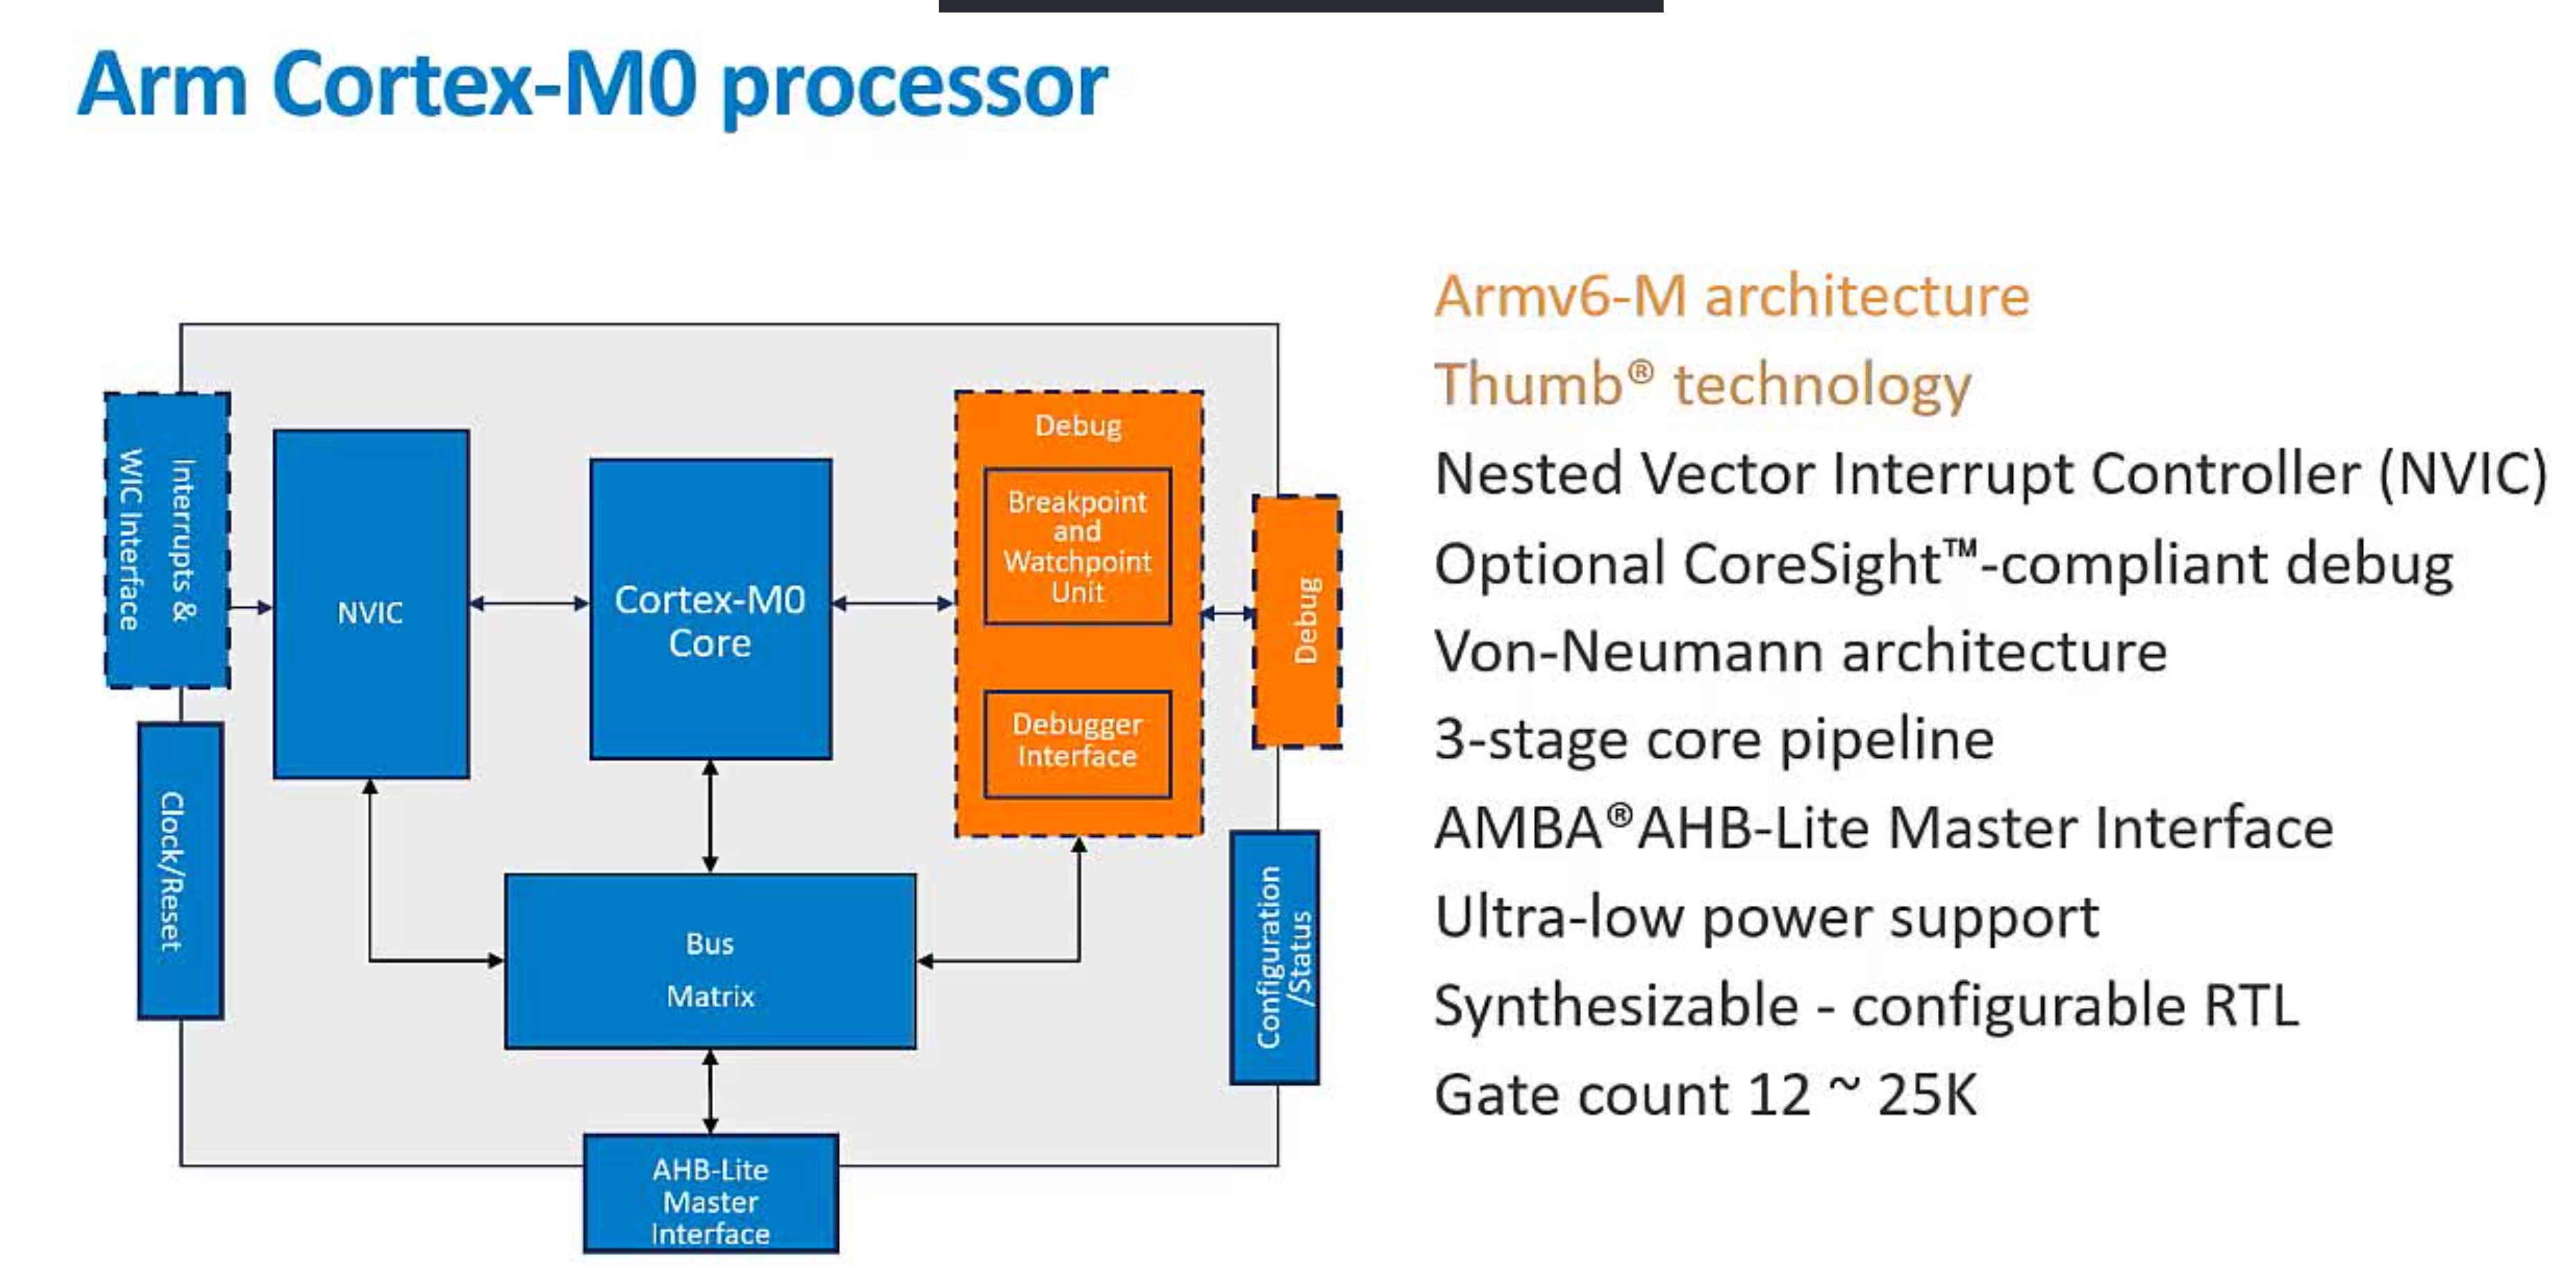 Arm Cortex-M0 processor
Interrupts &
WIC Interface
Clock/Reset
NVIC
Cortex-M0
Core
Debug
Breakpoint
and
Watchpoint
Unit
Debugger
Interface
Debug
Configuration
/Status
Bus
Matrix
AHB-Lite
Master
Interface
Armv6-M architecture
Thumb® technology
Nested Vector Interrupt Controller (NVIC)
Optional CoreSight™-compliant debug
Von-Neumann architecture
3-stage core pipeline
AMBA®AHB-Lite Master Interface
Ultra-low power support
Synthesizable - configurable RTL
Gate count 12 ~ 25K